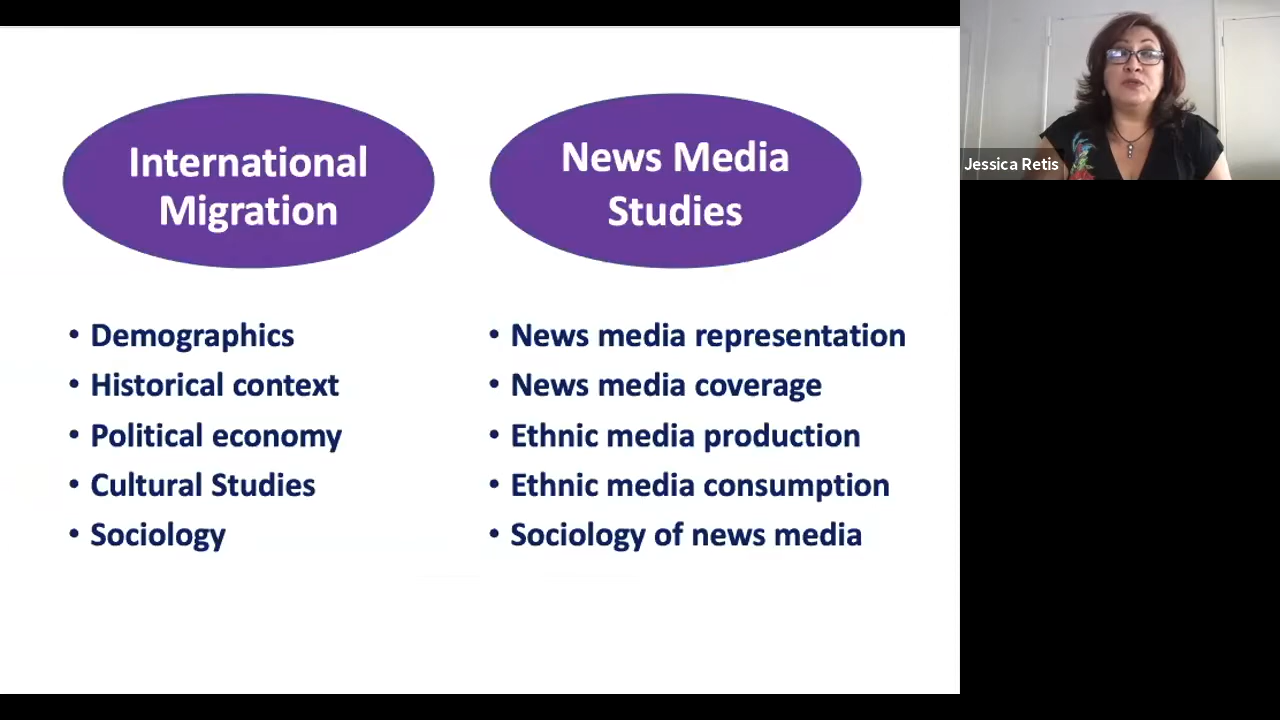 International
Migration
News Media
Studies
Jessica Retis
• Demographics
• Historical context
• Political economy
• Cultural Studies
• Sociology
• News media representation
• News media coverage
• Ethnic media production
• Ethnic media consumption
• Sociology of news media